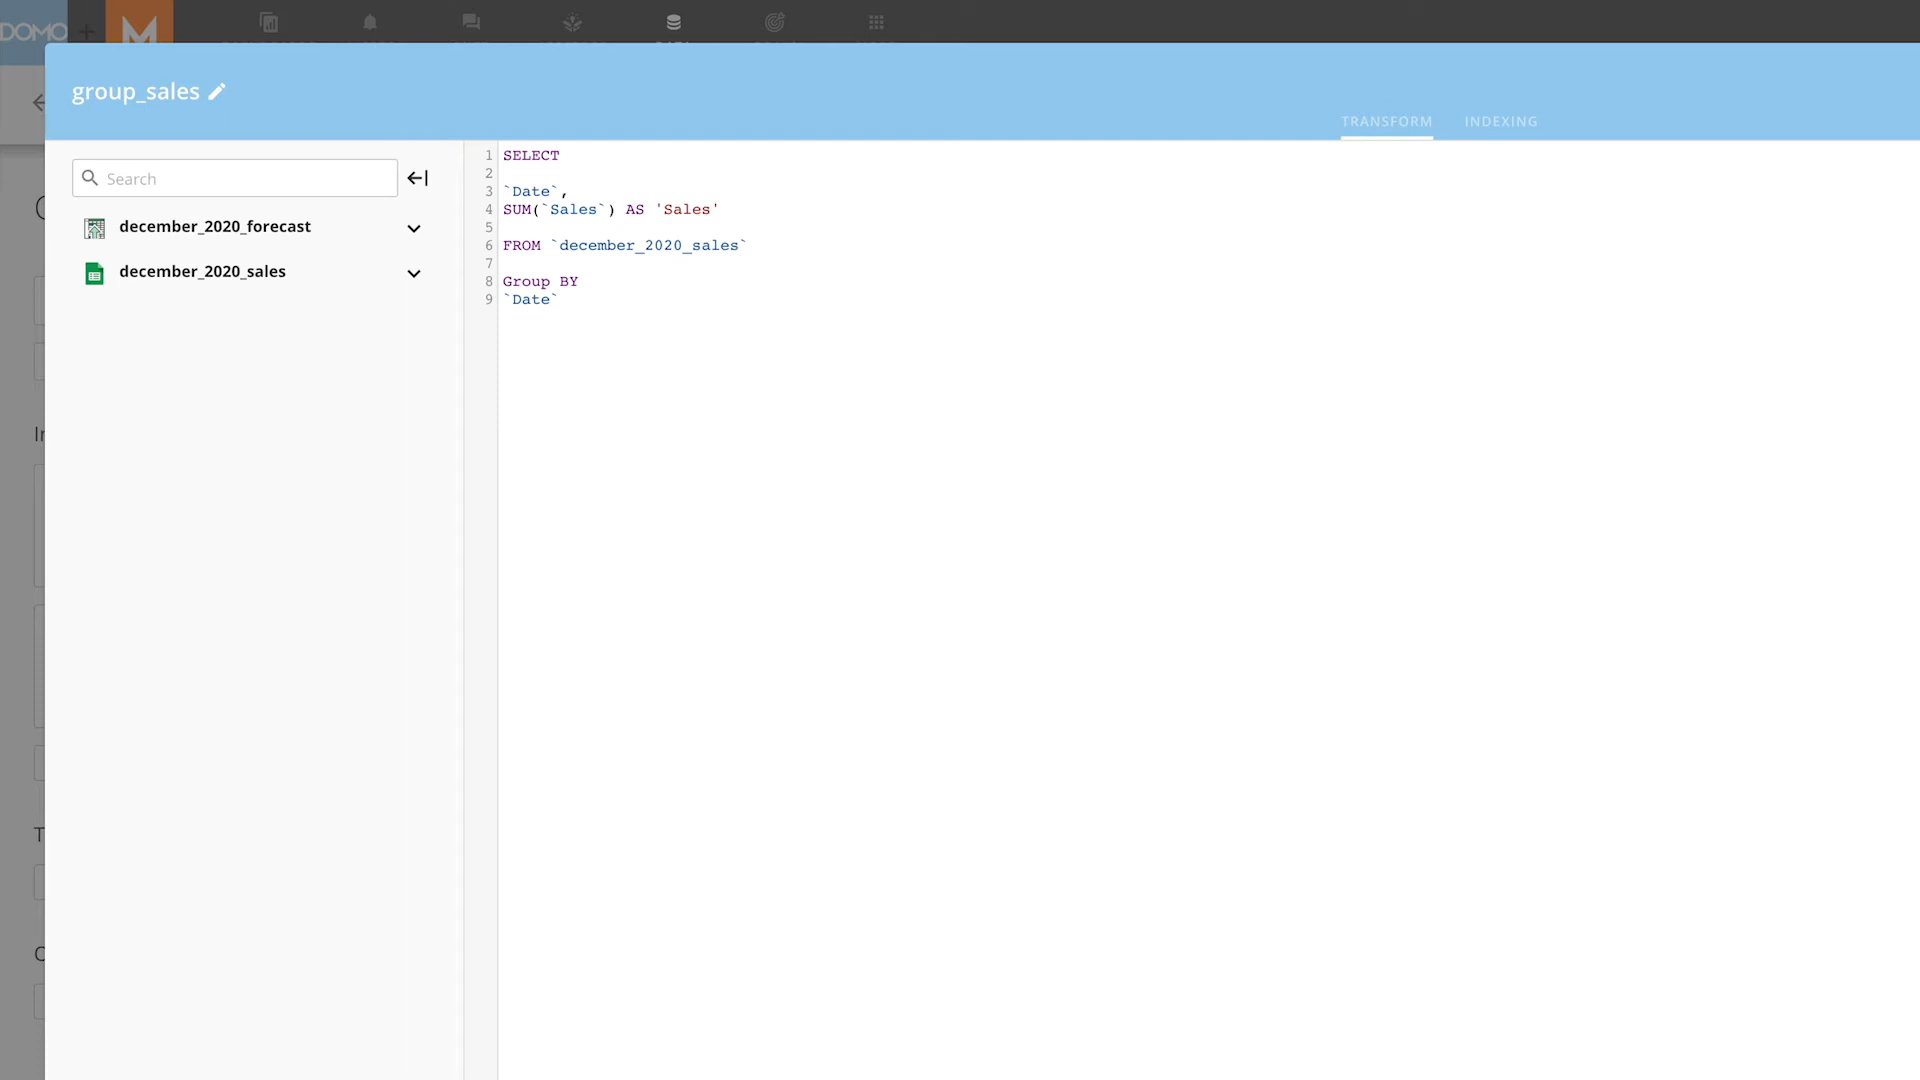 DOMO
group_sales
TRANSFORM
INDEXING
Search
december_2020_forecast
december_2020_sales
1 SELECT
2
3 `Date`,
4 SUM(`Sales`) AS 'Sales'
5
6 FROM `december_2020_sales`
7
8 Group BY
9 `Date`